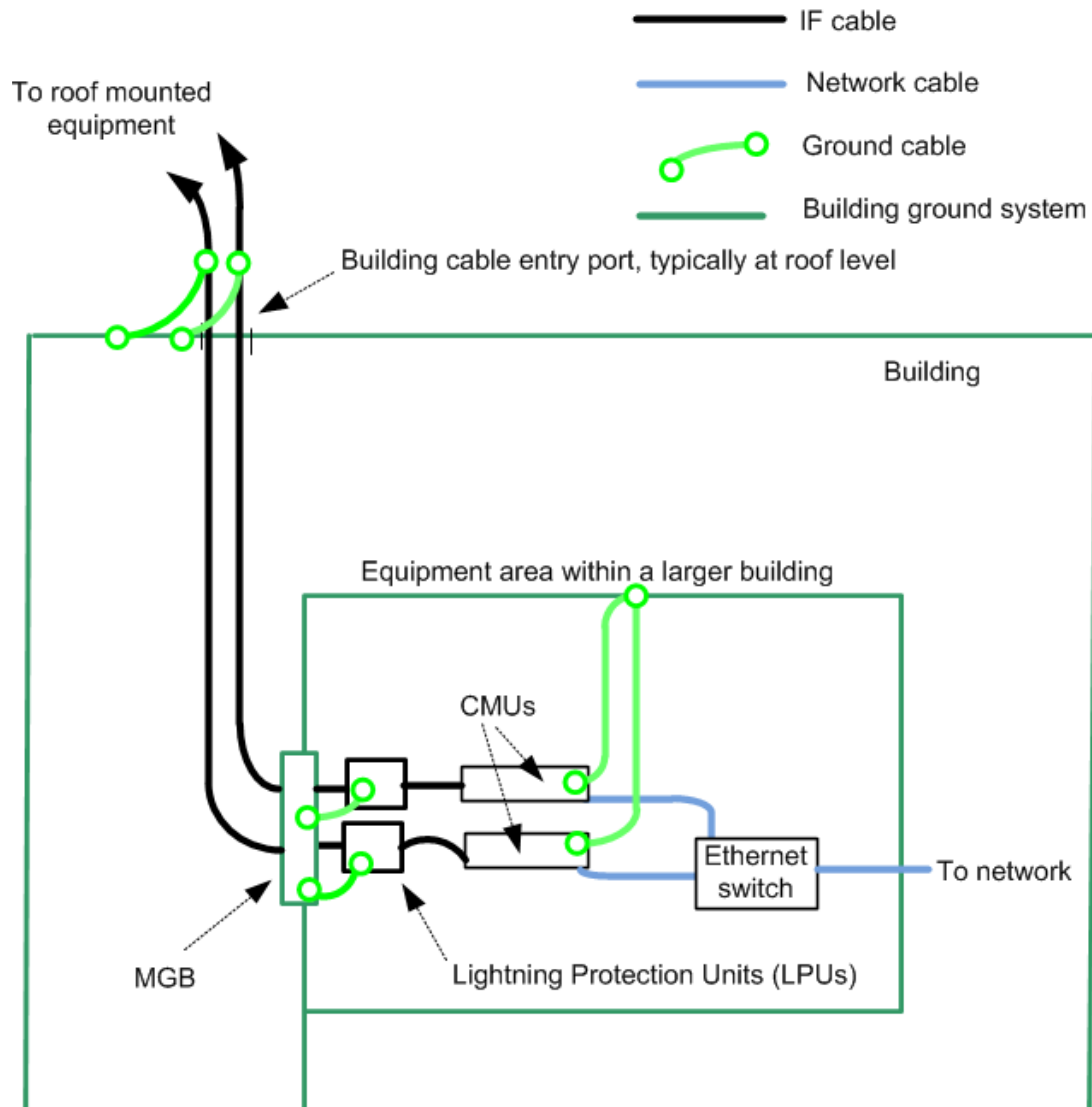 IF cable
Network cable
Ground cable
Building ground system
To roof mounted
equipment
Building cable entry port, typically at roof level
Building
Equipment area within a larger building
CMUs
Ethernet
switch
To network
MGB
Lightning Protection Units (LPUs)